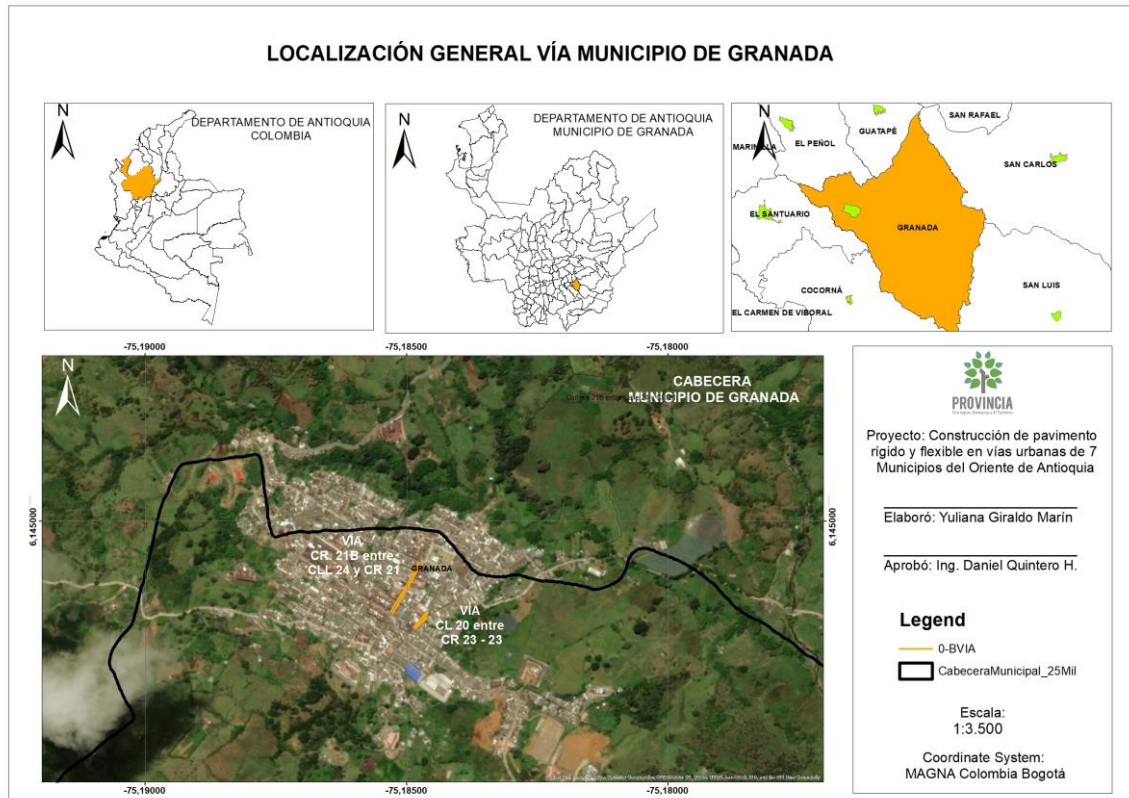 LOCALIZACIÓN GENERAL VÍA MUNICIPIO DE GRANADA
N
DEPARTAMENTO DE ANTIOQUIA
COLOMBIA
N
DEPARTAMENTO DE ANTIOQUIA
MUNICIPIO DE GRANADA
N
SAN RAFAEL
GUATAPÉ
EL PEÑOL
SAN CARLOS
EL SANTUARIO
GRANADA
COCORNÁ
SAN LUIS
EL CARMEN DE VIBORAL
-75,19000
-75,18500
-75,18000
N
CABECERA
MUNICIPIO DE GRANADA
6,145000
6,145000
VÍA
CR. 21B entre
CLL 24 y CR 21
GRANADA
VÍA
CL 20 entre
CR 23 - 23
-75,19000
-75,18500
-75,18000
PROVINCIA
Proyecto: Construcción de pavimento
rígido y flexible en vías urbanas de 7
Municipios del Oriente de Antioquia
Elaboró: Yuliana Giraldo Marín
Aprobó: Ing. Daniel Quintero H.
Legend
0-BVIA
CabeceraMunicipal_25Mil
Escala:
1:3.500
Coordinate System:
MAGNA Colombia Bogotá